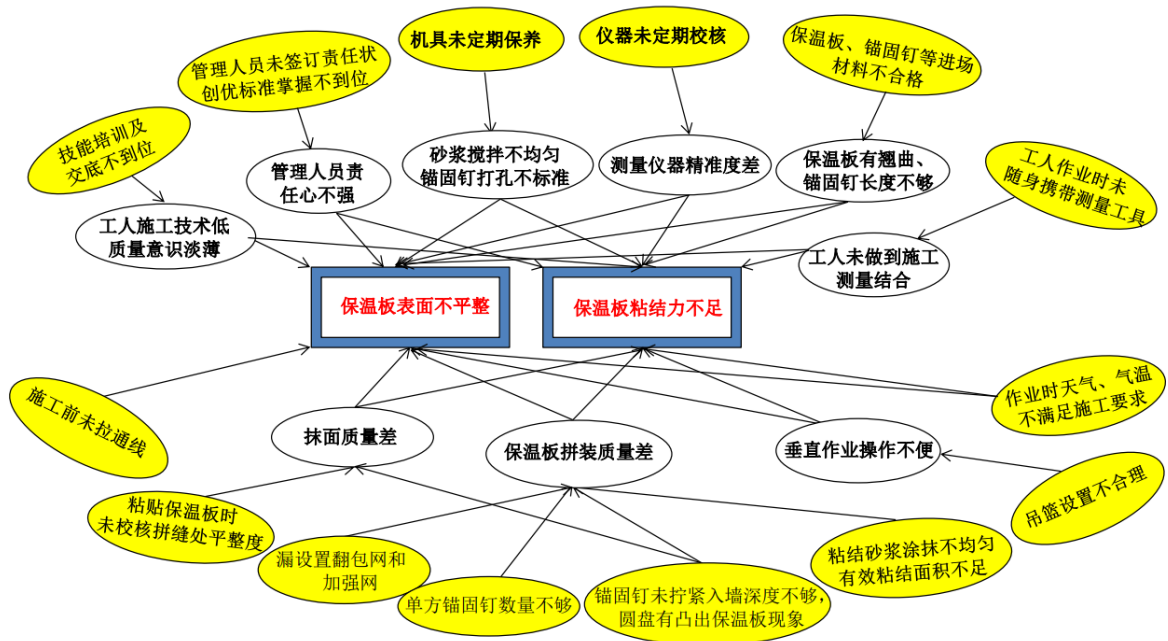 机具未定期保养
仪器未定期校核
保温板、锚固钉等进场
材料不合格
管理人员未签订责任状
创优标准掌握不到位
技能培训及
交底不到位
管理人员责
任心不强
砂浆搅拌不均匀
锚固钉打孔不标准
测量仪器精准度差
保温板有翘曲、
锚固钉长度不够
工人作业时未
随身携带测量工具
工人施工技术低
质量意识淡薄
工人未做到施工
测量结合
保温板表面不平整
保温板粘结力不足
施工前未拉通线
抹面质量差
保温板拼装质量差
垂直作业操作不便
作业时天气、气温
不满足施工要求
吊篮设置不合理
粘贴保温板时
未校核拼缝处平整度
漏设置翻包网和
加强网
单方锚固钉数量不够
锚固钉未拧紧入墙深度不够，
圆盘有凸出保温板现象
粘结砂浆涂抹不均匀
有效粘结面积不足